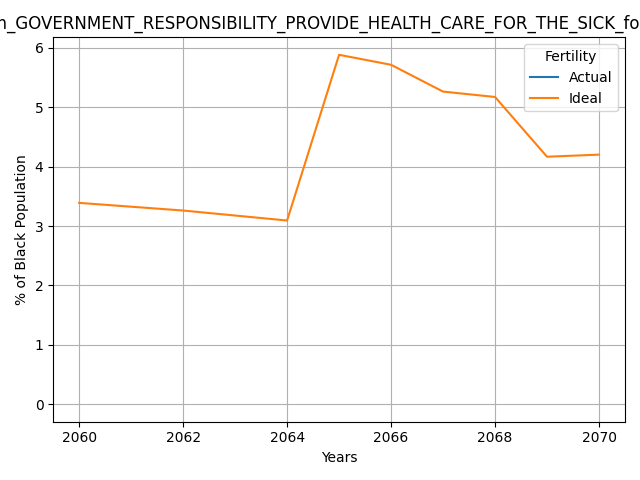 n_GOVERNMENT_RESPONSIBILITY_PROVIDE_HEALTH_CARE_FOR_THE_SICK_fo
Fertility
Actual
Ideal
% of Black Population
6
5
4
3
2
1
0
2060 2062 2064 2066 2068 2070
Years